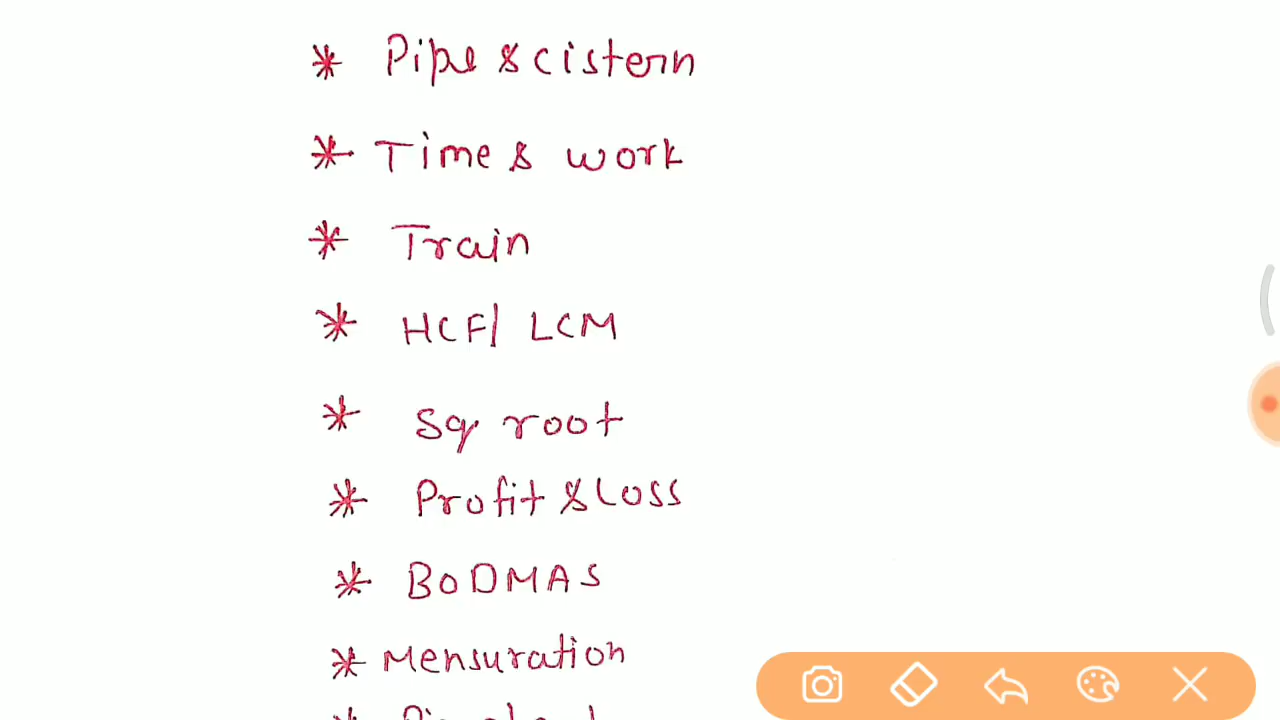 * Pipe & cistern
* Time & work
* Train
* HCF/ LCM
* Sq root
* Profit & Loss
* BODMAS
* Mensuration